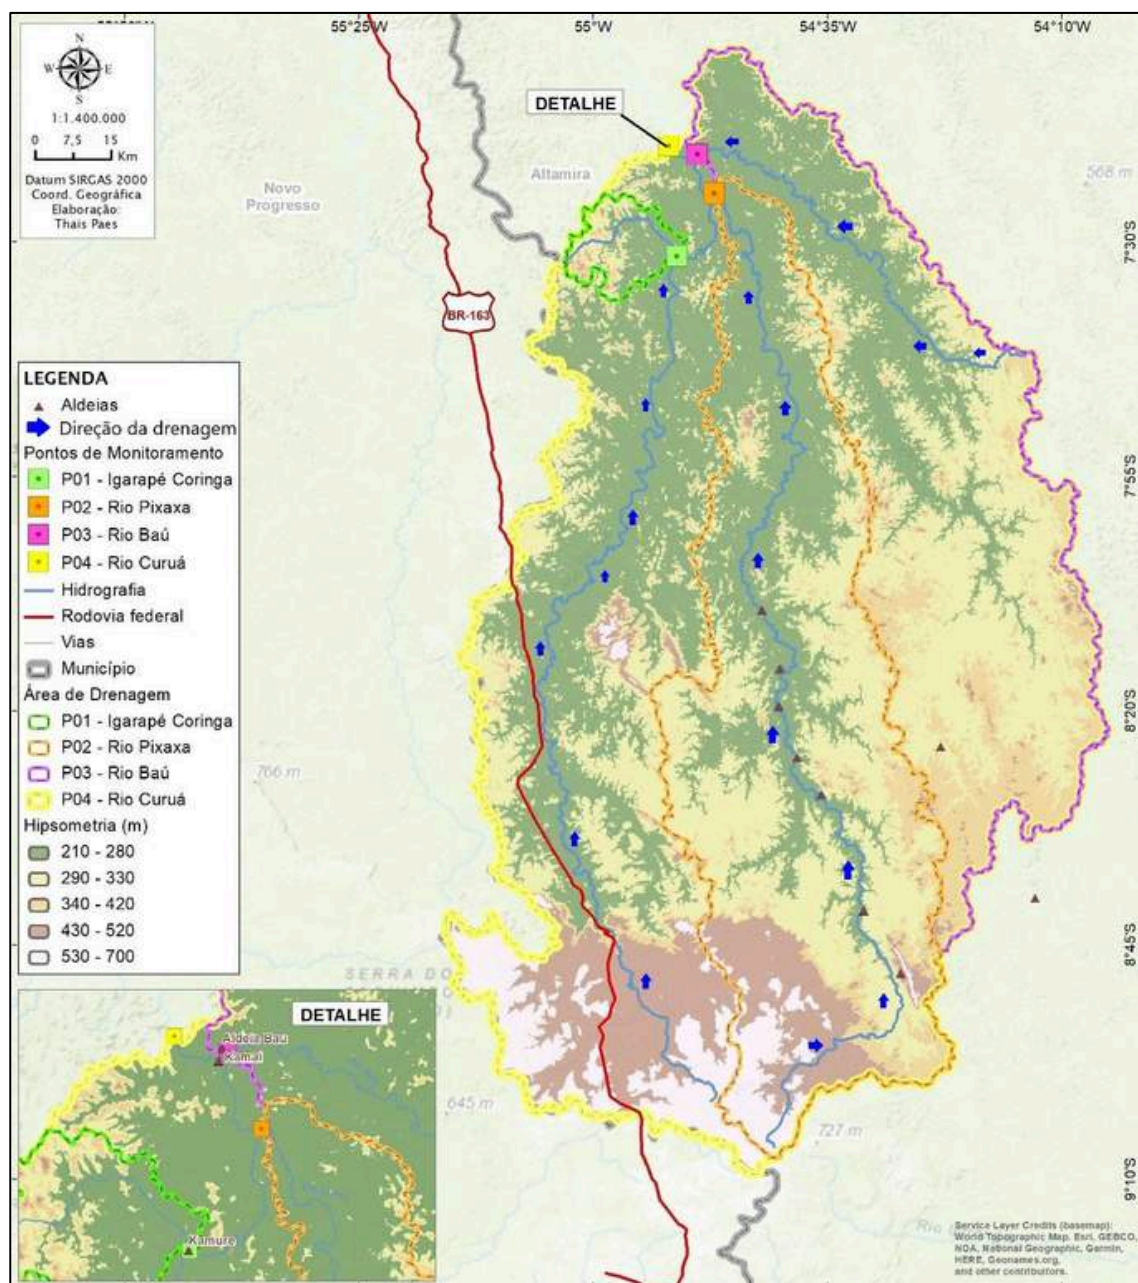 55°25'W
55°W
54°35'W
54°10'W
N
W E
S
1:1.400.000
0 7,5 15
Km
Datum SIRGAS 2000
Coord. Geográfica
Elaboração:
Thais Paes
DETALHE
Altamira
Novo
Progresso
568 m
7°30'S
BR-163
7°55'S
8°20'S
766 m
8°45'S
SERRA DO
645 m
727 m
9°10'S
LEGENDA
Aldeias
Direção da drenagem
Pontos de Monitoramento
P01 - Igarapé Coringa
P02 - Rio Pixaxa
P03 - Rio Baú
P04 - Rio Curuá
Hidrografia
Rodovia federal
Vias
Município
Área de Drenagem
P01 - Igarapé Coringa
P02 - Rio Pixaxa
P03 - Rio Baú
P04 - Rio Curuá
Hipsometria (m)
210 - 280
290 - 330
340 - 420
430 - 520
530 - 700
DETALHE
Aldeia Bau
Kamaí
Kamure
Rio
Service Layer Credits (basemap):
World Topographic Map. Esri, GEBCO,
NOA, National Geographic, Garmin,
HERE, Geonames.org,
and other contributors.